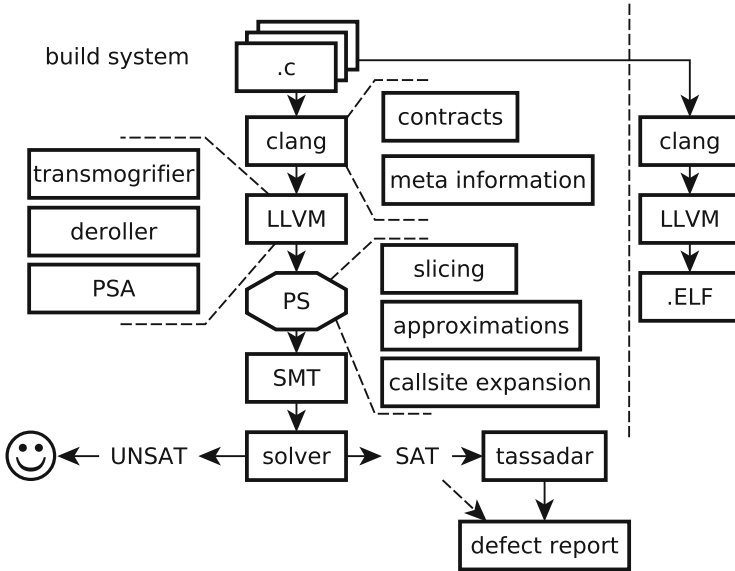 build system
.c
clang
contracts
meta information
clang
transmogrifier
deroller
PSA
LLVM
LLVM
PS
slicing
approximations
callsite expansion
.ELF
SMT
UNSAT
solver
SAT
tassadar
defect report